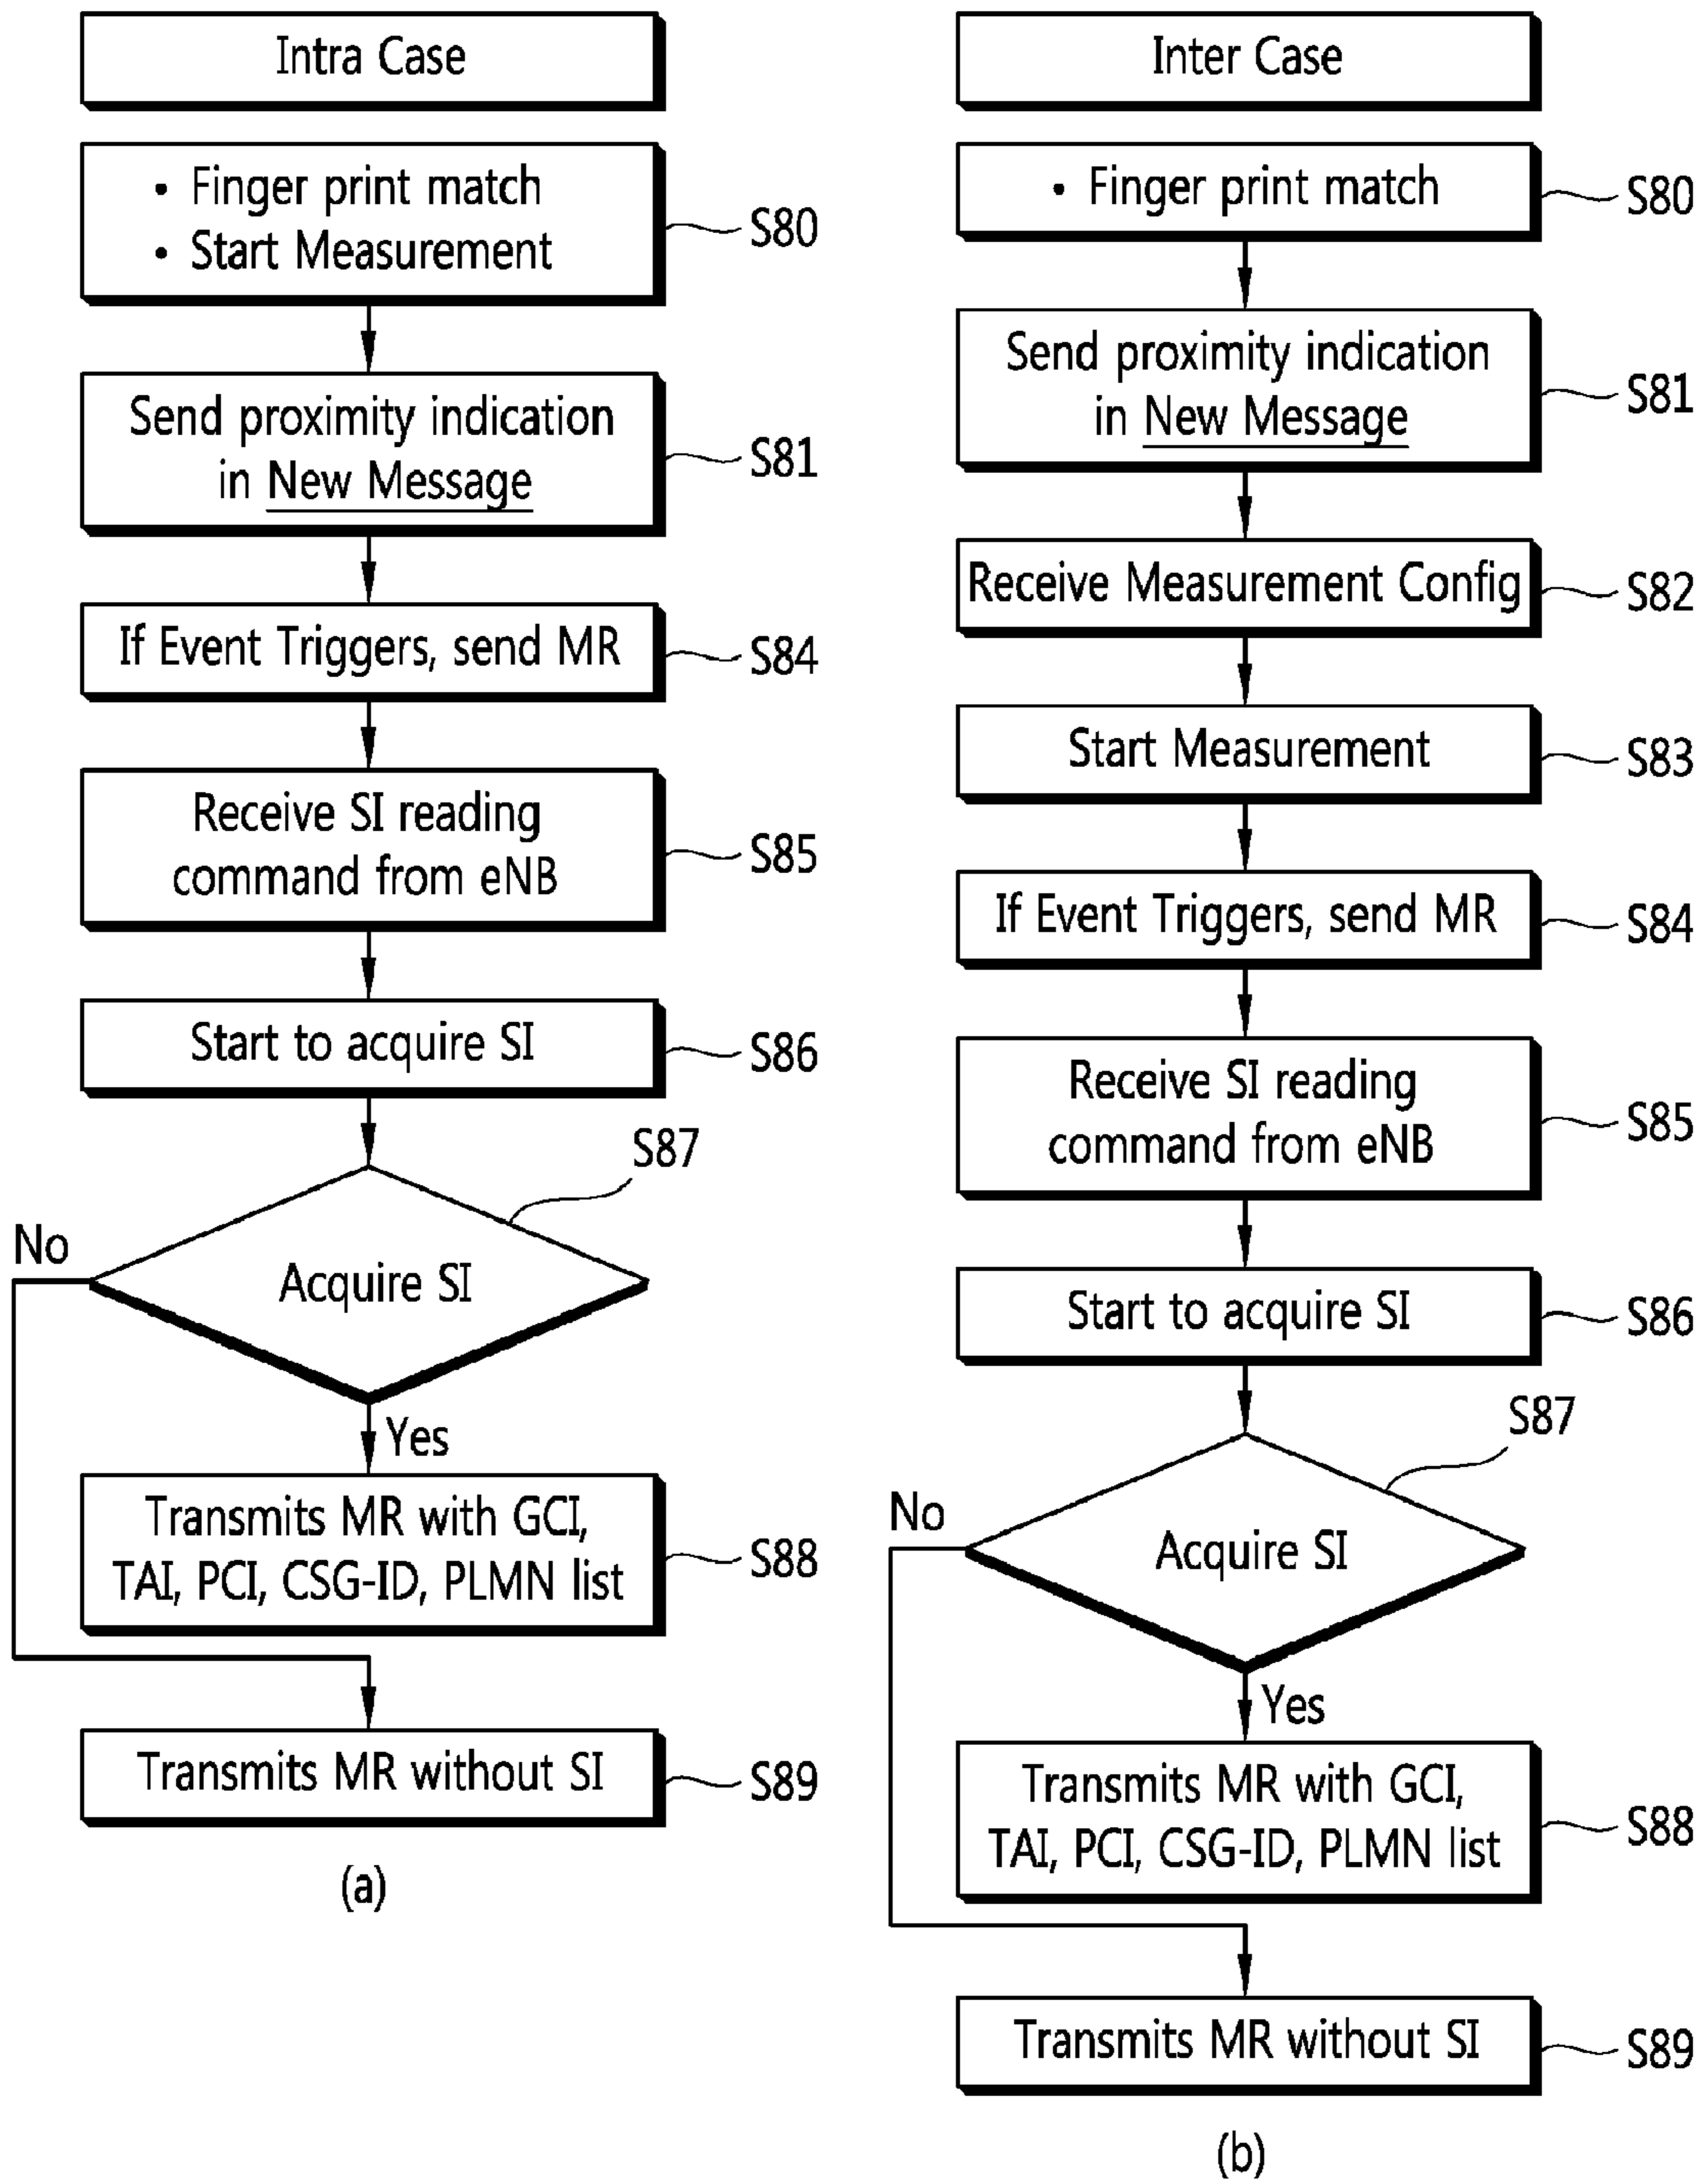 Intra Case
• Finger print match
• Start Measurement
S80
Send proximity indication
in New Message
S81
If Event Triggers, send MR
S84
Receive SI reading
command from eNB
S85
Start to acquire SI
S86
S87
No
Acquire SI
Yes
Transmits MR with GCI,
TAI, PCI, CSG-ID, PLMN list
S88
Transmits MR without SI
S89
(a)
Inter Case
• Finger print match
S80
Send proximity indication
in New Message
S81
Receive Measurement Config
S82
Start Measurement
S83
If Event Triggers, send MR
S84
Receive SI reading
command from eNB
S85
Start to acquire SI
S86
S87
No
Acquire SI
Yes
Transmits MR with GCI,
TAI, PCI, CSG-ID, PLMN list
S88
Transmits MR without SI
S89
(b)